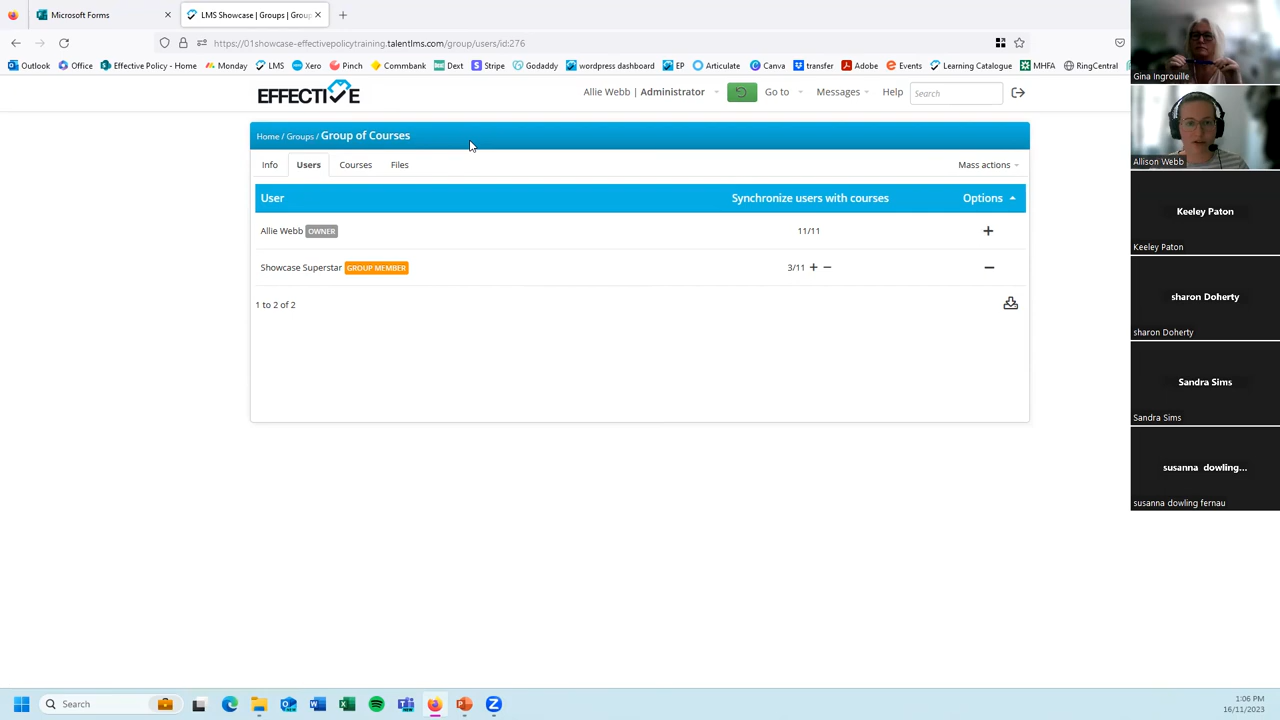 Microsoft Forms
LMS Showcase | Groups | Group
https://01showcase-effectivepolicytraining.talentlms.com/group/users/id:276
Outlook
Office
Effective Policy - Home
Monday
LMS
Xero
Pinch
Commbank
Dext
Stripe
Godaddy
wordpress dashboard
EP
Articulate
Canva
transfer
Adobe
Events
Learning Catalogue
MHFA
RingCentral
EFFECTIVE
Allie Webb | Administrator
Go to
Messages
Help
Search
Home / Groups / Group of Courses
Info
Users
Courses
Files
Mass actions
User
Synchronize users with courses
Options
Allie Webb OWNER
11/11
+
Showcase Superstar GROUP MEMBER
3/11 + −
−
1 to 2 of 2
Gina Ingrouille
Allison Webb
Keeley Paton
Keeley Paton
sharon Doherty
sharon Doherty
Sandra Sims
Sandra Sims
susanna dowling...
susanna dowling fernau
Search
1:06 PM
16/11/2023